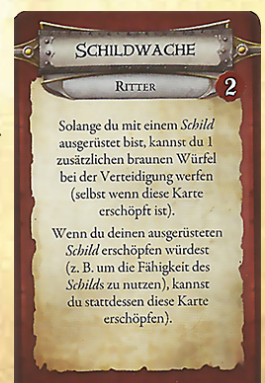 SCHILDWACHE
RITTER
2
Solange du mit einem Schild
ausgerüstet bist, kannst du 1
zusätzlichen braunen Würfel
bei der Verteidigung werfen
(selbst wenn diese Karte
erschöpft ist).
Wenn du deinen ausgerüsteten
Schild erschöpfen würdest
(z. B. um die Fähigkeit des
Schilds zu nutzen), kannst
du stattdessen diese Karte
erschöpfen).